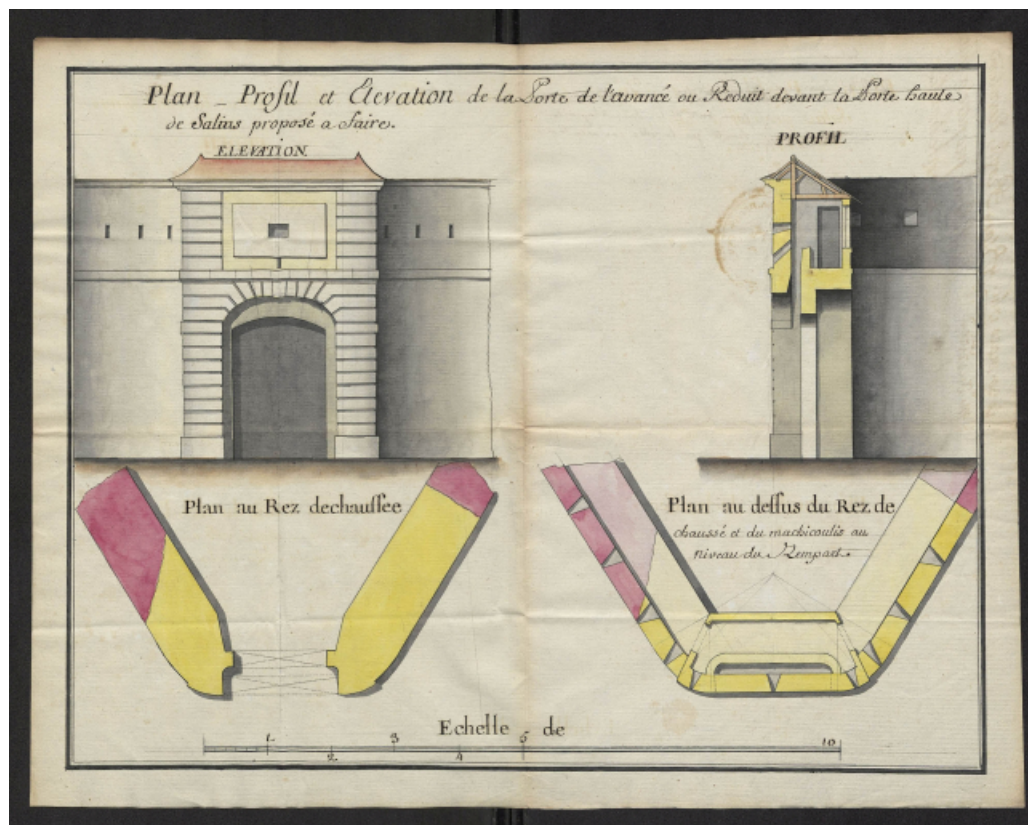 Plan _ Profil et Élevation de la Porte de l'avancé ou Reduit devant la Porte haute
de Salins proposé a faire.
ELEVATION
PROFIL
Plan au Rez dechaussée
Plan au dessus du Rez de
chaussé et du machicoulis au
niveau du Rempart.
Echelle de
1 2 3 4 5 10